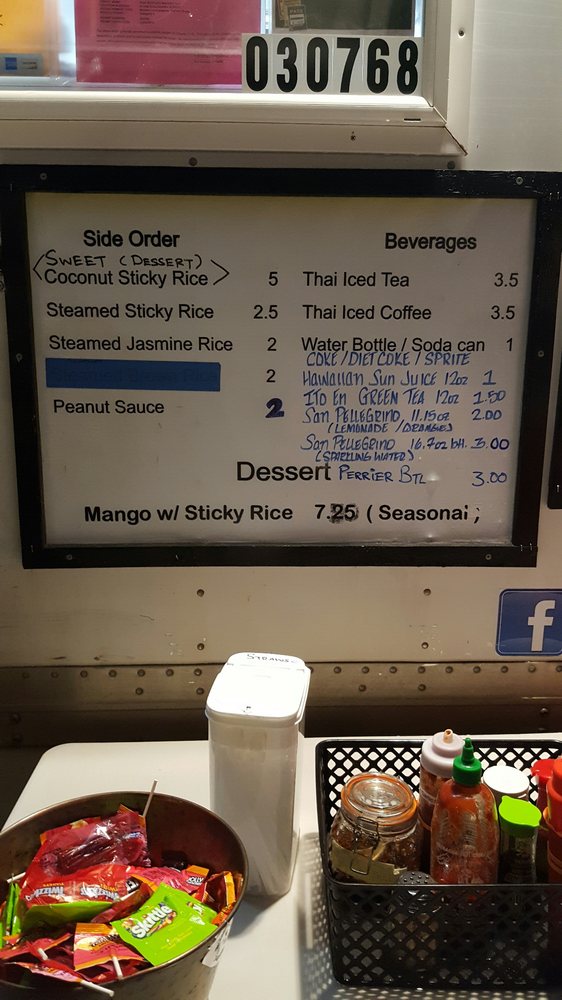 030768
Side Order
SWEET (DESSERT)
<Coconut Sticky Rice> 5
Steamed Sticky Rice 2.5
Steamed Jasmine Rice 2
2
Peanut Sauce 2
Beverages
Thai Iced Tea 3.5
Thai Iced Coffee 3.5
Water Bottle / Soda can 1
COKE / DIET COKE / SPRITE
HAWAIIAN SUN JUICE 12oz 1
ITO EN GREEN TEA 12oz 1.50
SAN PELLEGRINO, 11.15oz 2.00
(LEMONADE / ORANGE)
SAN PELLEGRINO 16.7oz btl. 3.00
(SPARKLING WATER)
PERRIER BTL 3.00
Dessert
Mango w/ Sticky Rice 7.25 (Seasonal)
f
STRAWS
Skittles